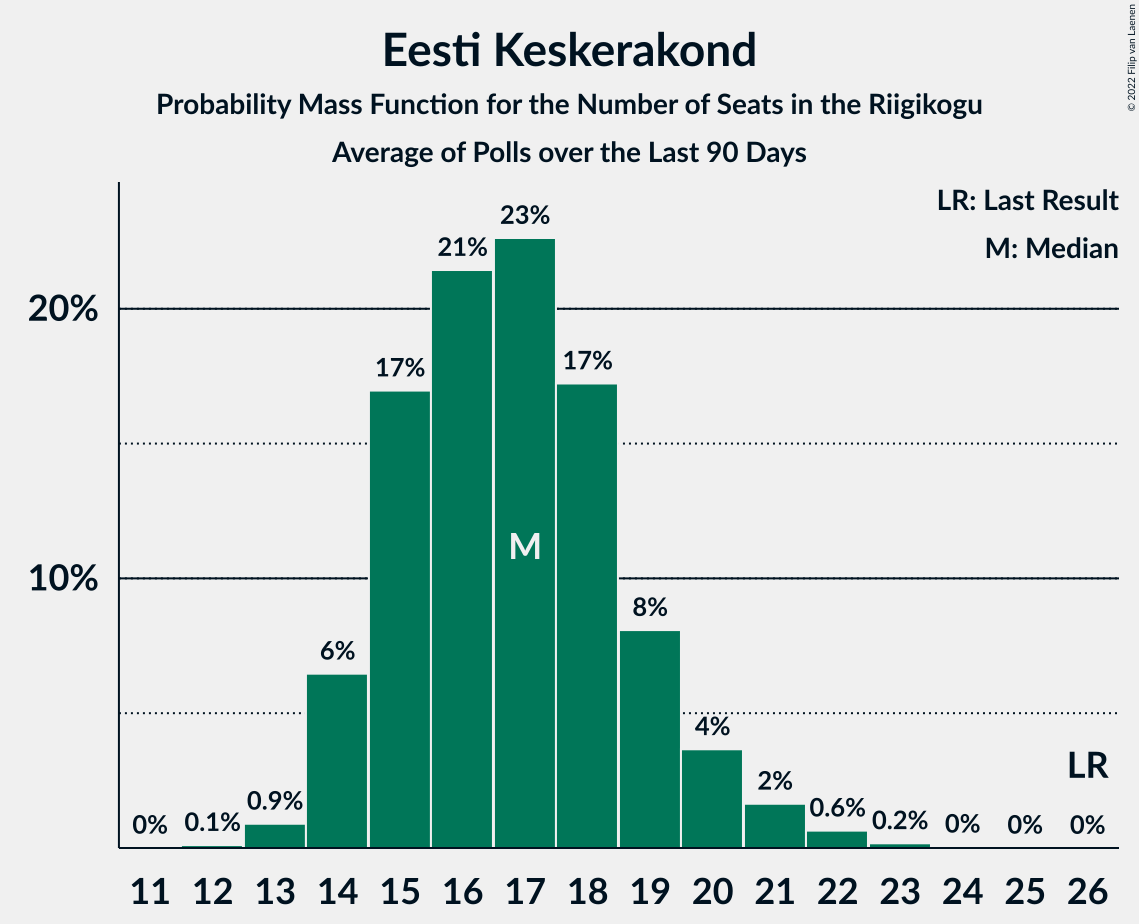 Eesti Keskerakond
Probability Mass Function for the Number of Seats in the Riigikogu
Average of Polls over the Last 90 Days
© 2022 Filip van Laenen
LR: Last Result
M: Median
23%
21%
20%
17%
17%
M
10%
8%
6%
4%
LR
2%
0.9%
0.6%
0% 0.1% 0.2% 0% 0% 0%
11 12 13 14 15 16 17 18 19 20 21 22 23 24 25 26